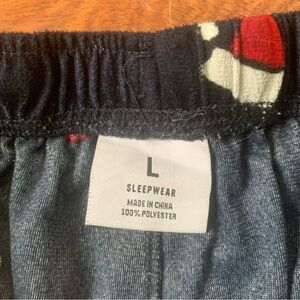 L
SLEEPWEAR
MADE IN CHINA
100% POLYESTER